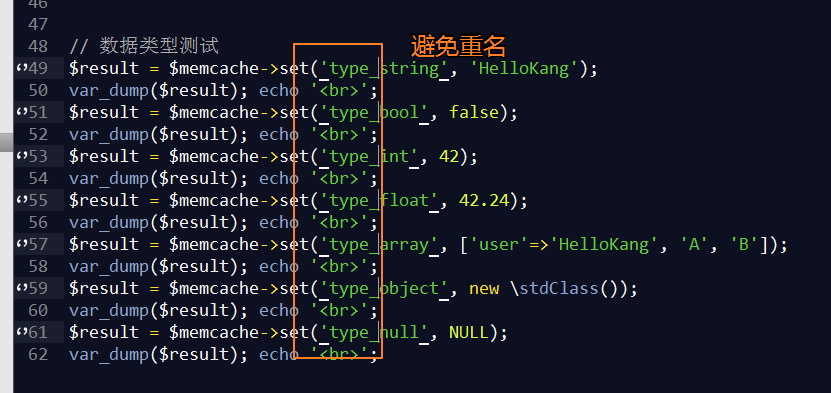 46
47
48 // 数据类型测试
避免重名
49 $result = $memcache->set('type_string', 'HelloKang');
50 var_dump($result); echo '<br>';
51 $result = $memcache->set('type_bool', false);
52 var_dump($result); echo '<br>';
53 $result = $memcache->set('type_int', 42);
54 var_dump($result); echo '<br>';
55 $result = $memcache->set('type_float', 42.24);
56 var_dump($result); echo '<br>';
57 $result = $memcache->set('type_array', ['user'=>'HelloKang', 'A', 'B']);
58 var_dump($result); echo '<br>';
59 $result = $memcache->set('type_object', new \stdClass());
60 var_dump($result); echo '<br>';
61 $result = $memcache->set('type_null', NULL);
62 var_dump($result); echo '<br>';